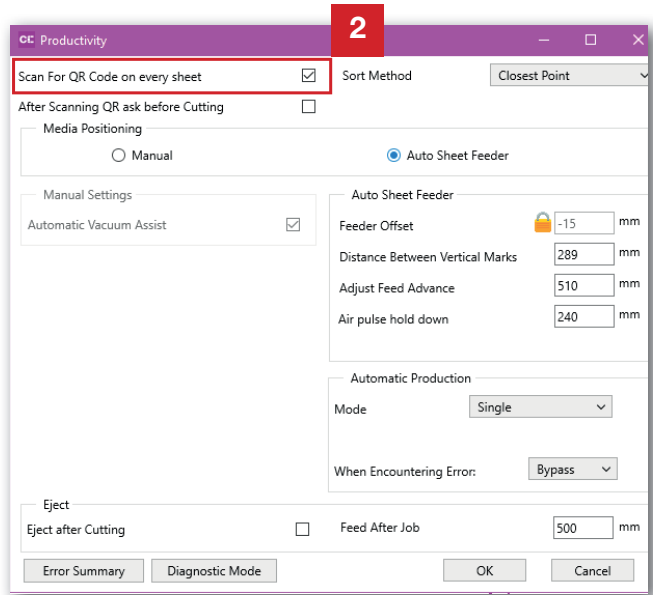 2
CE Productivity
Scan For QR Code on every sheet
Sort Method
Closest Point
After Scanning QR ask before Cutting
Media Positioning
Manual
Auto Sheet Feeder
Manual Settings
Automatic Vacuum Assist
Auto Sheet Feeder
Feeder Offset
-15
mm
Distance Between Vertical Marks
289
mm
Adjust Feed Advance
510
mm
Air pulse hold down
240
mm
Automatic Production
Mode
Single
When Encountering Error:
Bypass
Eject
Eject after Cutting
Feed After Job
500
mm
Error Summary
Diagnostic Mode
OK
Cancel